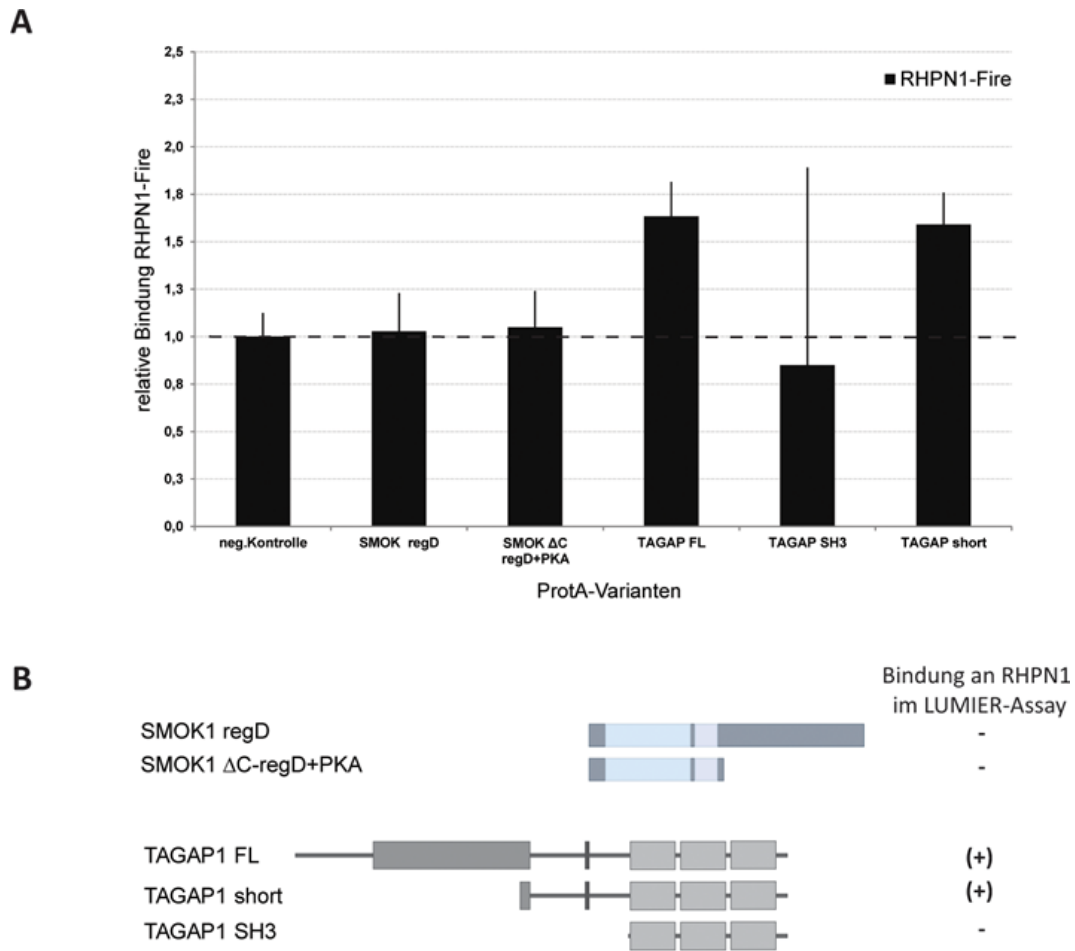 A
2,5
2,3
2,0
1,8
1,5
1,3
1,0
0,8
0,5
0,3
0,0
relative Bindung RHPN1-Fire
RHPN1-Fire
neg.Kontrolle
SMOK regD
SMOK ΔC
regD+PKA
TAGAP FL
TAGAP SH3
TAGAP short
ProtA-Varianten
B
Bindung an RHPN1
im LUMIER-Assay
SMOK1 regD -
SMOK1 ΔC-regD+PKA -
TAGAP1 FL (+)
TAGAP1 short (+)
TAGAP1 SH3 -